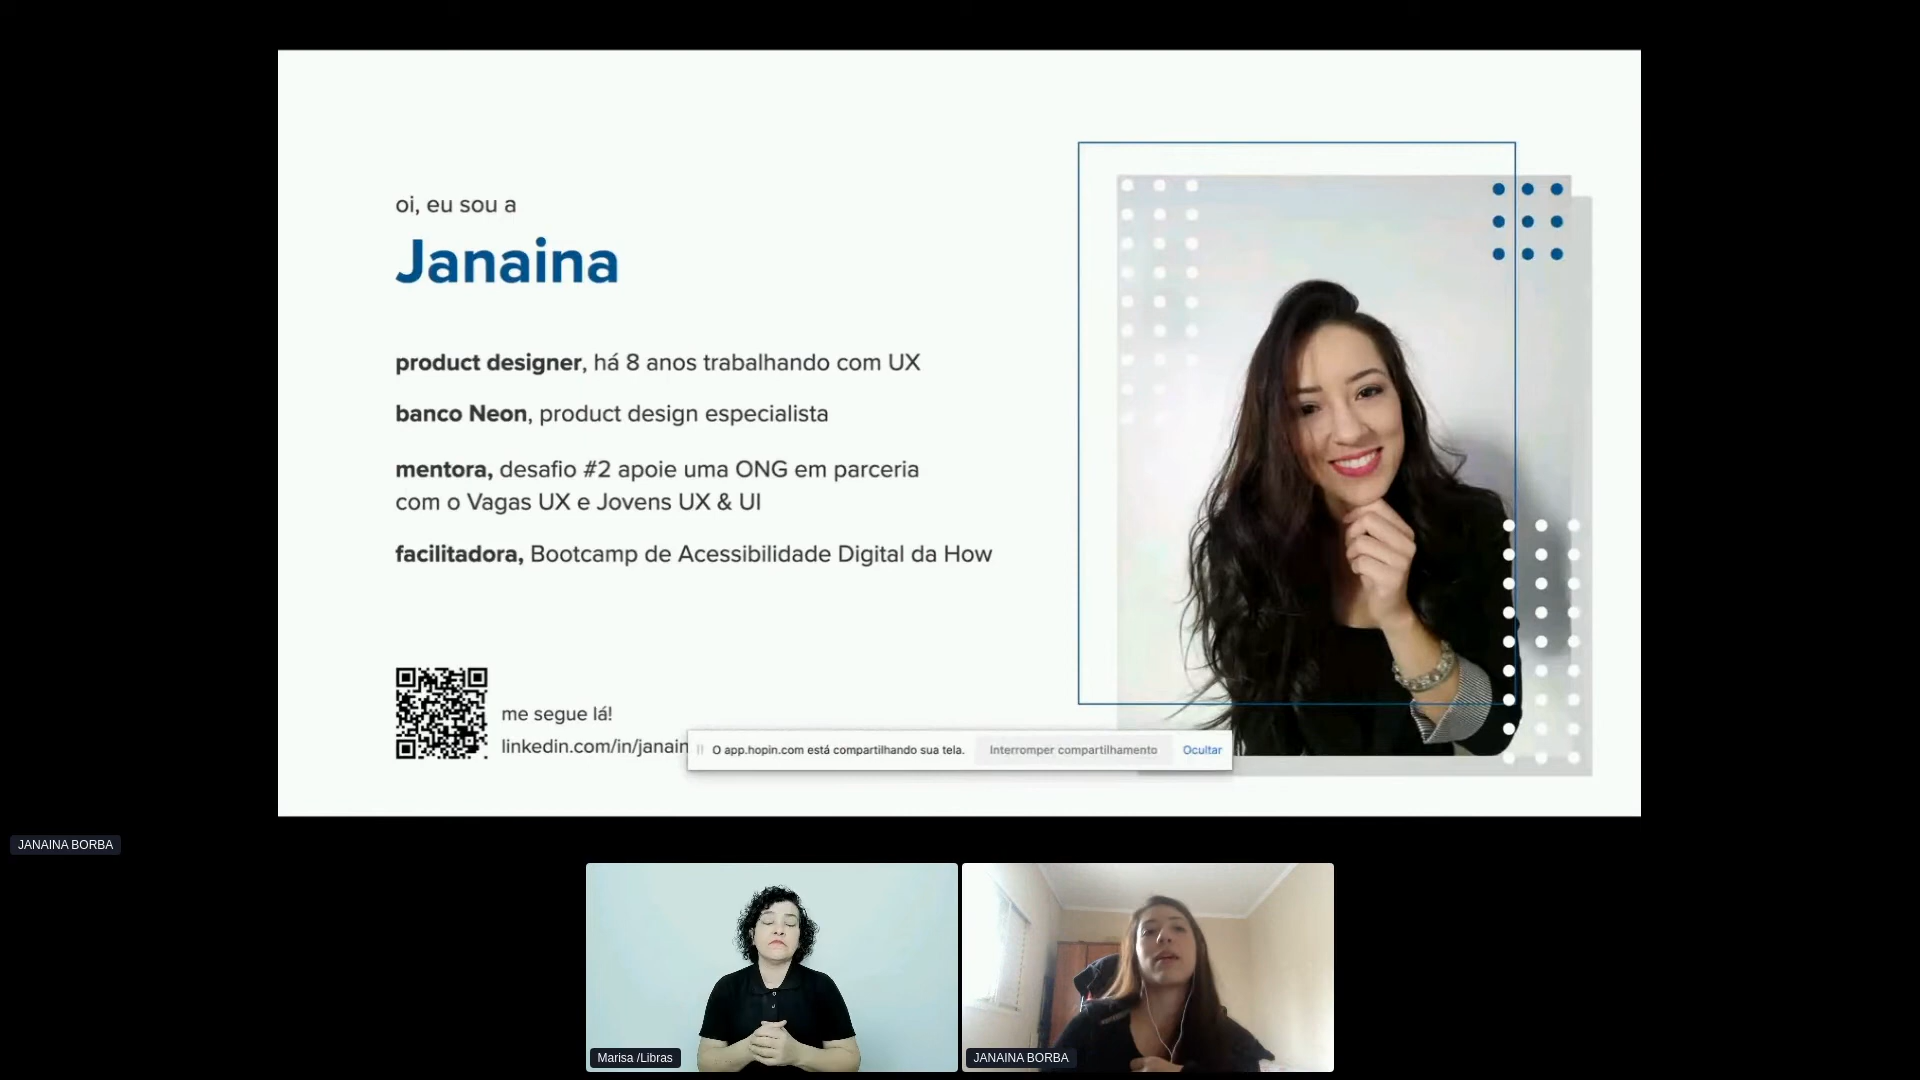 oi, eu sou a
Janaina
product designer, há 8 anos trabalhando com UX
banco Neon, product design especialista
mentora, desafio #2 apoie uma ONG em parceria
com o Vagas UX e Jovens UX & UI
facilitadora, Bootcamp de Acessibilidade Digital da How
me segue lá!
linkedin.com/in/janain
O app.hopin.com está compartilhando sua tela. Interromper compartilhamento Ocultar
JANAINA BORBA
Marisa /Libras
JANAINA BORBA